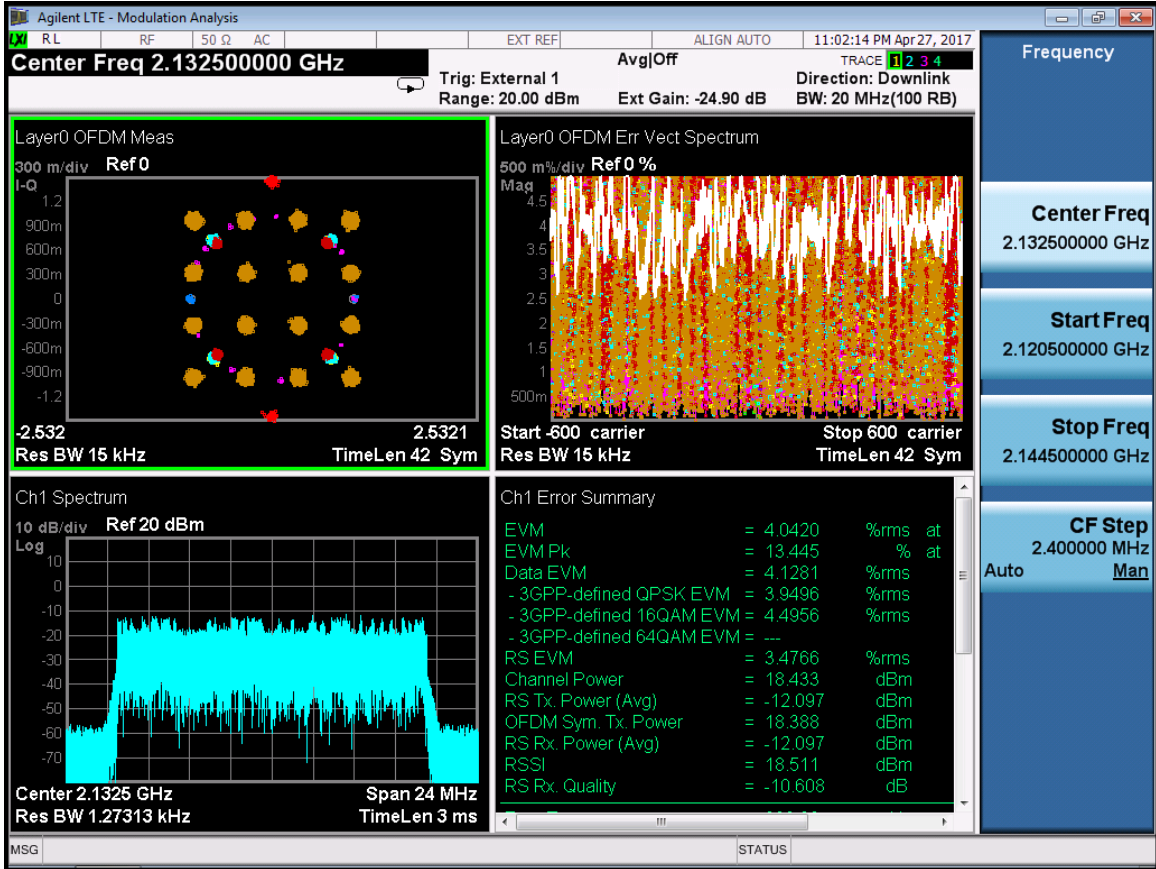 Agilent LTE - Modulation Analysis
LXI RL RF 50 Ω AC EXT REF ALIGN AUTO 11:02:14 PM Apr 27, 2017
Center Freq 2.132500000 GHz
Avg|Off
TRACE 1 2 3 4
Trig: External 1
Direction: Downlink
Range: 20.00 dBm Ext Gain: -24.90 dB BW: 20 MHz(100 RB)
Layer0 OFDM Meas
300 m/div Ref 0
I-Q
1.2
900m
600m
300m
0
-300m
-600m
-900m
-1.2
-2.532 2.5321
Res BW 15 kHz TimeLen 42 Sym
Layer0 OFDM Err Vect Spectrum
500 m%/div Ref 0 %
Mag
4.5
4
3.5
3
2.5
2
1.5
1
500m
Start -600 carrier Stop 600 carrier
Res BW 15 kHz TimeLen 42 Sym
Ch1 Spectrum
10 dB/div Ref 20 dBm
Log
10
0
-10
-20
-30
-40
-50
-60
-70
Center 2.1325 GHz Span 24 MHz
Res BW 1.27313 kHz TimeLen 3 ms
Ch1 Error Summary
EVM = 4.0420 %rms at
EVM Pk = 13.445 % at
Data EVM = 4.1281 %rms
- 3GPP-defined QPSK EVM = 3.9496 %rms
- 3GPP-defined 16QAM EVM = 4.4956 %rms
- 3GPP-defined 64QAM EVM = ---
RS EVM = 3.4766 %rms
Channel Power = 18.433 dBm
RS Tx. Power (Avg) = -12.097 dBm
OFDM Sym. Tx. Power = 18.388 dBm
RS Rx. Power (Avg) = -12.097 dBm
RSSI = 18.511 dBm
RS Rx. Quality = -10.608 dB
Frequency
Center Freq
2.132500000 GHz
Start Freq
2.120500000 GHz
Stop Freq
2.144500000 GHz
CF Step
2.400000 MHz
Auto Man
MSG STATUS